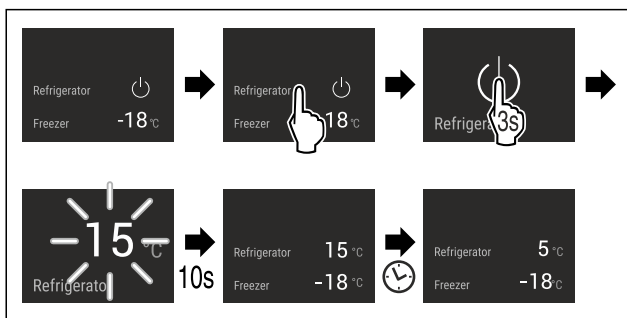 Refrigerator
Freezer -18 °C
Refrigerator
Freezer 18 °C
Refrigera
3s
15 °C
Refrigerato
10s
Refrigerator 15 °C
Freezer -18 °C
Refrigerator 5 °C
Freezer -18 °C